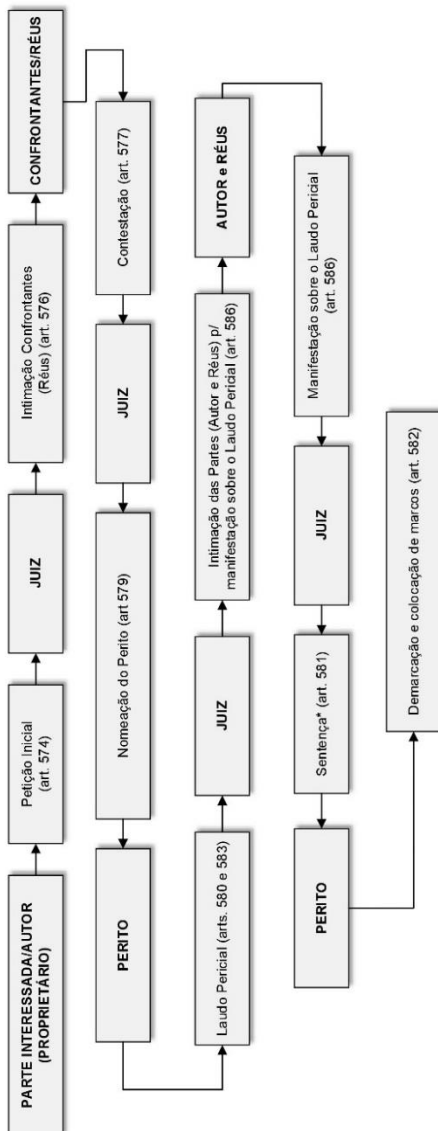 PARTE INTERESSADA/AUTOR
(PROPRIETÁRIO)
Petição Inicial
(art. 574)
JUIZ
Intimação Confrontantes
(Réus) (art. 576)
CONFRONTANTES/RÉUS
Contestação (art. 577)
JUIZ
Nomeação do Perito (art 579)
PERITO
Laudo Pericial (arts. 580 e 583)
JUIZ
Intimação das Partes (Autor e Réus) p/
manifestação sobre o Laudo Pericial (art. 586)
AUTOR e RÉUS
Manifestação sobre o Laudo Pericial
(art. 586)
JUIZ
Sentença* (art. 581)
PERITO
Demarcação e colocação de marcos (art. 582)